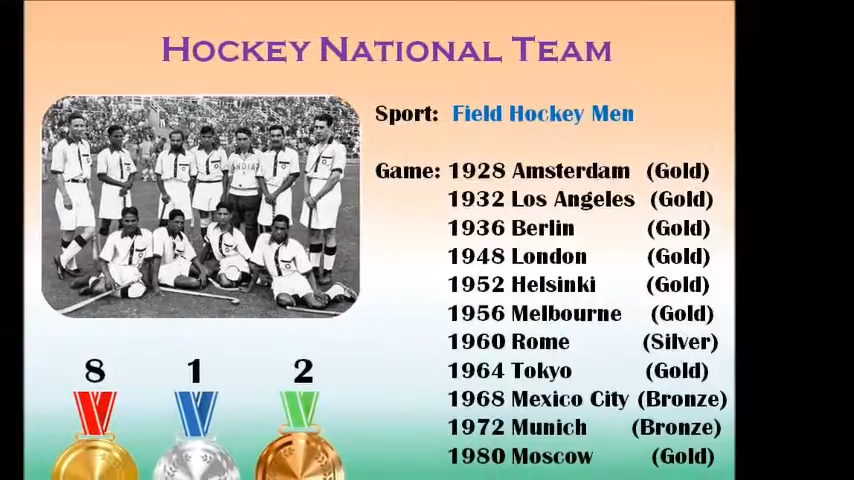 HOCKEY NATIONAL TEAM
Sport: Field Hockey Men
Game: 1928 Amsterdam (Gold)
1932 Los Angeles (Gold)
1936 Berlin (Gold)
1948 London (Gold)
1952 Helsinki (Gold)
1956 Melbourne (Gold)
1960 Rome (Silver)
1964 Tokyo (Gold)
1968 Mexico City (Bronze)
1972 Munich (Bronze)
1980 Moscow (Gold)
INDIA
8 1 2